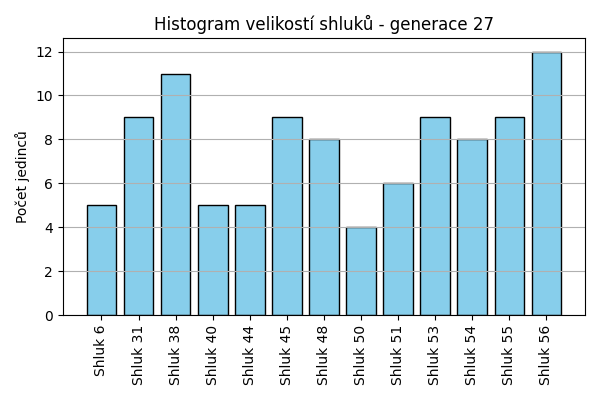 Histogram velikostí shluků - generace 27
Počet jedinců
12
10
8
6
4
2
0
Shluk 6
Shluk 31
Shluk 38
Shluk 40
Shluk 44
Shluk 45
Shluk 48
Shluk 50
Shluk 51
Shluk 53
Shluk 54
Shluk 55
Shluk 56